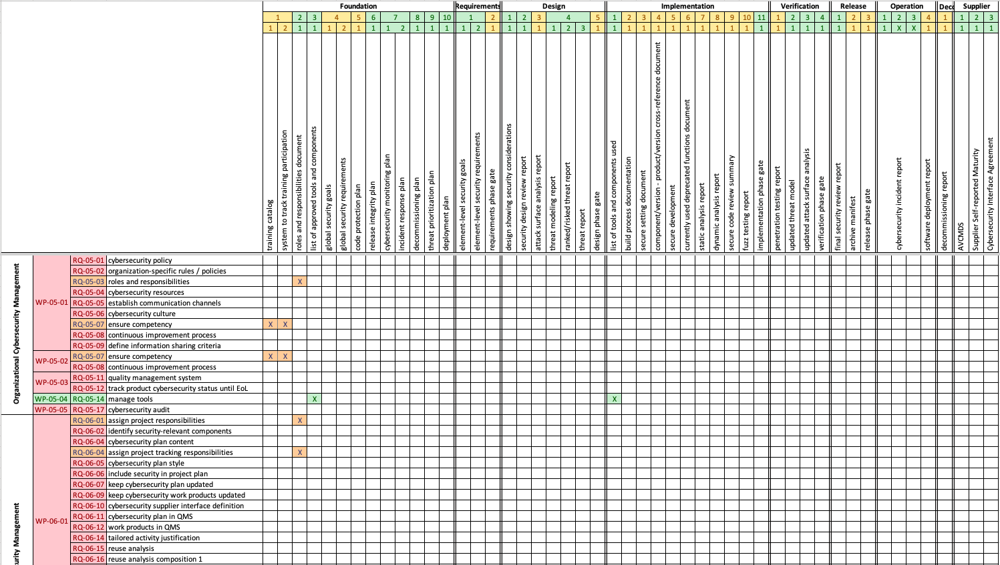 Foundation Requirements Design Implementation Verification Release Operation Dec Supplier
1 2 3 4 5 6 7 8 9 10 1 2 1 2 3 4 5 1 2 3 4 5 6 7 8 9 10 11 1 2 3 4 1 2 3 1 2 3 4 1 1 2 3
1 2 1 1 1 2 1 1 1 2 1 1 1 1 2 1 1 1 1 1 2 3 1 1 1 1 1 1 1 1 1 1 1 1 1 1 1 1 1 1 1 1 X X 1 1 1 1 1
training catalog
system to track training participation
roles and responsibilities document
list of approved tools and components
global security goals
global security requirements
code protection plan
release integrity plan
cybersecurity monitoring plan
incident response plan
decommissioning plan
threat prioritization plan
deployment plan
element-level security goals
element-level security requirements
requirements phase gate
design showing security considerations
security design review report
attack surface analysis report
threat modeling report
ranked/risked threat report
threat report
design phase gate
list of tools and components used
build process documentation
secure setting document
component/version - product/version cross-reference document
secure development
currently used deprecated functions document
static analysis report
dynamic analysis report
secure code review summary
fuzz testing report
implementation phase gate
penetration testing report
updated threat model
updated attack surface analysis
verification phase gate
final security review report
archive manifest
release phase gate
cybersecurity incident report
software deployment report
decommissioning report
AVCMDS
Supplier Self-reported Maturity
Cybersecurity Interface Agreement
Organizational Cybersecurity Management
WP-05-01
RQ-05-01 cybersecurity policy
RQ-05-02 organization-specific rules / policies
RQ-05-03 roles and responsibilities X
RQ-05-04 cybersecurity resources
RQ-05-05 establish communication channels
RQ-05-06 cybersecurity culture
RQ-05-07 ensure competency X X
RQ-05-08 continuous improvement process
RQ-05-09 define information sharing criteria
WP-05-02
RQ-05-07 ensure competency X X
RQ-05-08 continuous improvement process
WP-05-03
RQ-05-11 quality management system
RQ-05-12 track product cybersecurity status until EoL
WP-05-04 RQ-05-14 manage tools X X
WP-05-05 RQ-05-17 cybersecurity audit
curity Management
WP-06-01
RQ-06-01 assign project responsibilities X
RQ-06-02 identify security-relevant components
RQ-06-04 cybersecurity plan content
RQ-06-04 assign project tracking responsibilities X
RQ-06-05 cybersecurity plan style
RQ-06-06 include security in project plan
RQ-06-07 keep cybersecurity plan updated
RQ-06-09 keep cybersecurity work products updated
RQ-06-10 cybersecurity supplier interface definition
RQ-06-11 cybersecurity plan in QMS
RQ-06-12 work products in QMS
RQ-06-14 tailored activity justification
RQ-06-15 reuse analysis
RQ-06-16 reuse analysis composition 1